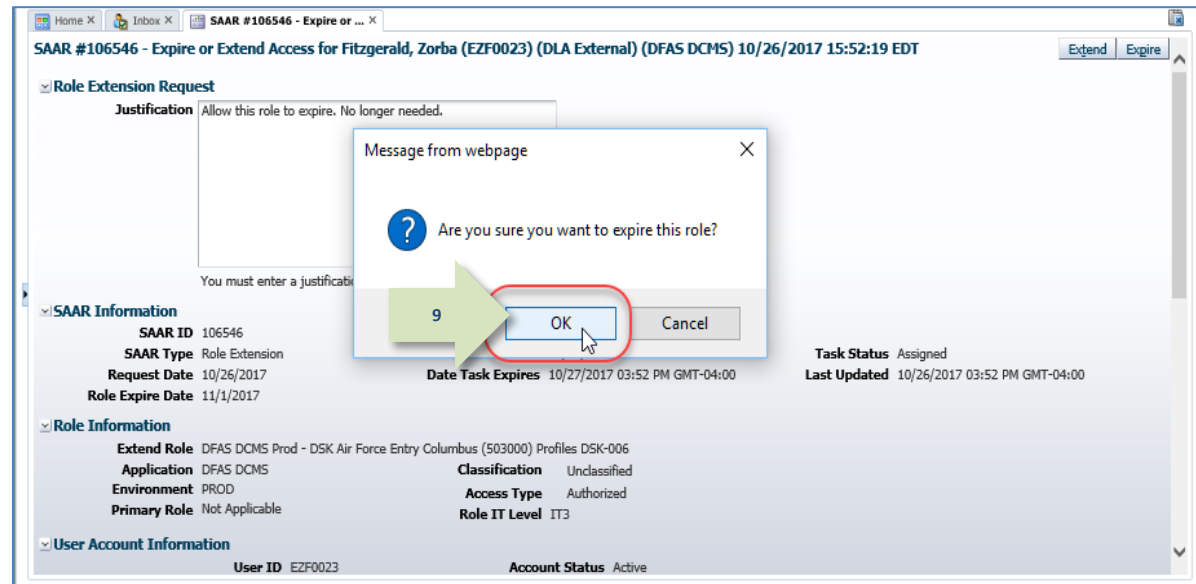 Home X Inbox X SAAR #106546 - Expire or ... X
SAAR #106546 - Expire or Extend Access for Fitzgerald, Zorba (EZF0023) (DLA External) (DFAS DCMS) 10/26/2017 15:52:19 EDT Extend Expire
Role Extension Request
Justification Allow this role to expire. No longer needed.
Message from webpage
Are you sure you want to expire this role?
You must enter a justificati
9 OK Cancel
SAAR Information
SAAR ID 106546
SAAR Type Role Extension Task Status Assigned
Request Date 10/26/2017 Date Task Expires 10/27/2017 03:52 PM GMT-04:00 Last Updated 10/26/2017 03:52 PM GMT-04:00
Role Expire Date 11/1/2017
Role Information
Extend Role DFAS DCMS Prod - DSK Air Force Entry Columbus (503000) Profiles DSK-006
Application DFAS DCMS Classification Unclassified
Environment PROD Access Type Authorized
Primary Role Not Applicable Role IT Level IT3
User Account Information
User ID EZF0023 Account Status Active